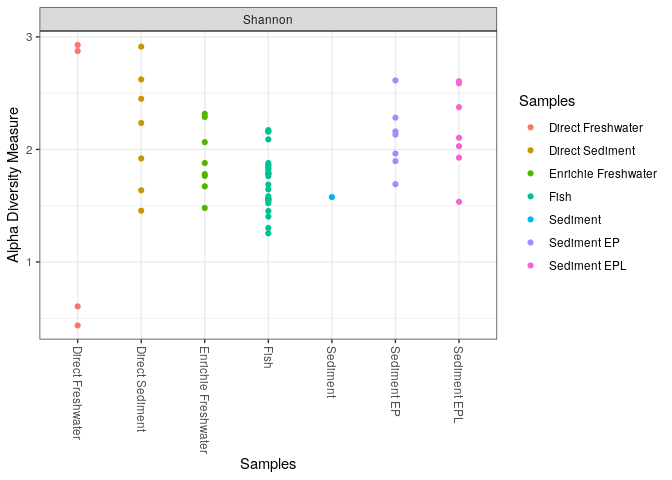 Shannon
3
2
1
Alpha Diversity Measure
Direct Freshwater
Direct Sediment
Enrichie Freshwater
Fish
Sediment
Sediment EP
Sediment EPL
Samples
Samples
Direct Freshwater
Direct Sediment
Enrichie Freshwater
Fish
Sediment
Sediment EP
Sediment EPL